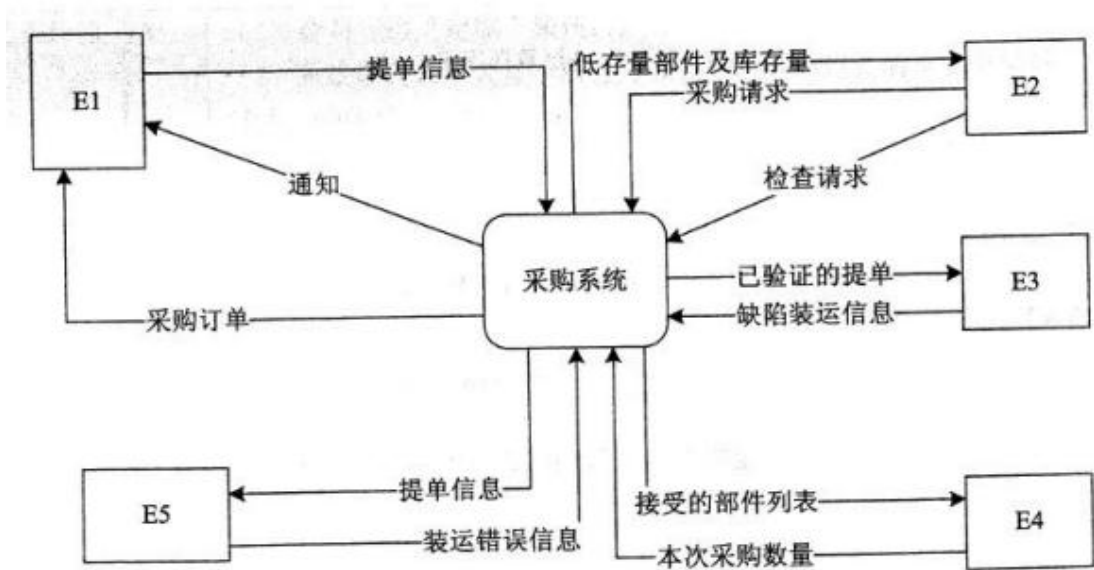 提单信息
低存量部件及库存量
E1
采购请求
E2
通知
检查请求
采购系统
已验证的提单
E3
缺陷装运信息
采购订单
提单信息
接受的部件列表
E5
E4
装运错误信息
本次采购数量